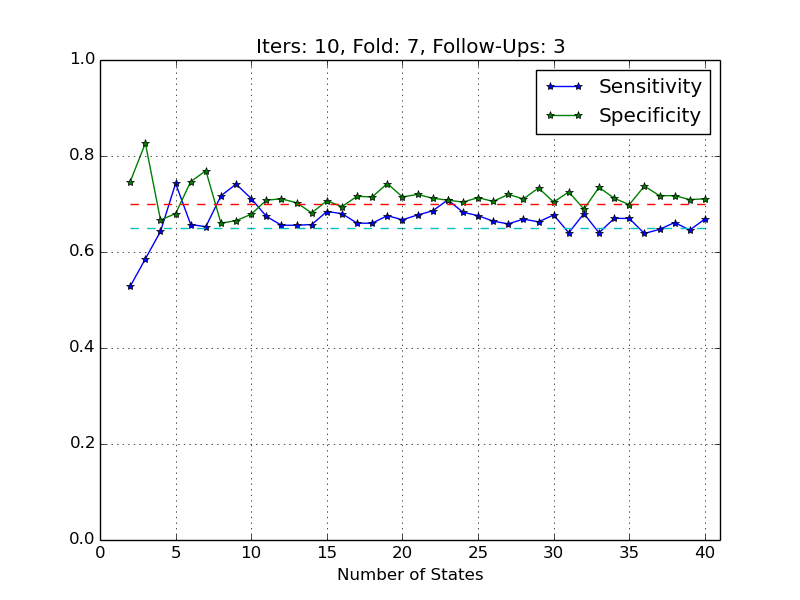 Iters: 10, Fold: 7, Follow-Ups: 3
1.0
0.8
0.6
0.4
0.2
0.0
Sensitivity
Specificity
0 5 10 15 20 25 30 35 40
Number of States